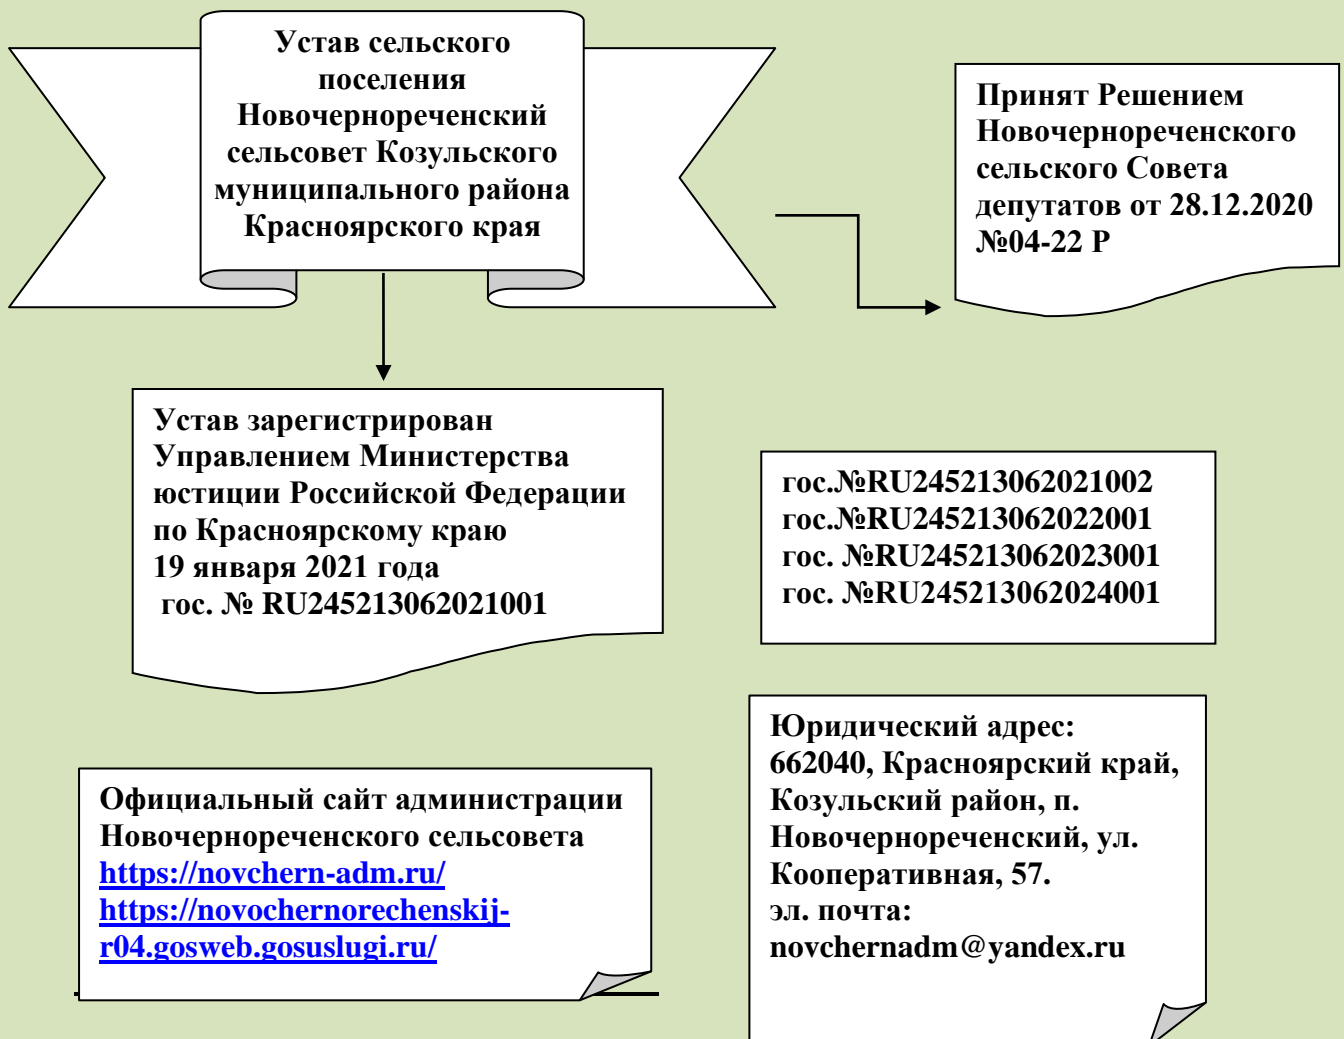 Устав сельского
поселения
Новочернореченский
сельсовет Козульского
муниципального района
Красноярского края
Принят Решением
Новочернореченского
сельского Совета
депутатов от 28.12.2020
№04-22 Р
Устав зарегистрирован
Управлением Министерства
юстиции Российской Федерации
по Красноярскому краю
19 января 2021 года
гос. № RU245213062021001
гос.№RU245213062021002
гос.№RU245213062022001
гос. №RU245213062023001
гос. №RU245213062024001
Официальный сайт администрации
Новочернореченского сельсовета
https://novchern-adm.ru/
https://novochernorechenskij-
r04.gosweb.gosuslugi.ru/
Юридический адрес:
662040, Красноярский край,
Козульский район, п.
Новочернореченский, ул.
Кооперативная, 57.
эл. почта:
novchernadm@yandex.ru